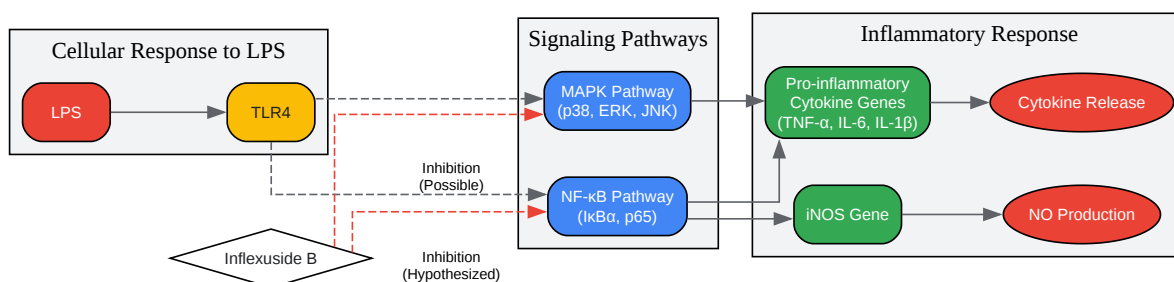 Cellular Response to LPS
LPS
TLR4
Inflexuside B
Inhibition
(Possible)
Inhibition
(Hypothesized)
Signaling Pathways
MAPK Pathway
(p38, ERK, JNK)
NF-κB Pathway
(IκBα, p65)
Inflammatory Response
Pro-inflammatory
Cytokine Genes
(TNF-α, IL-6, IL-1β)
Cytokine Release
iNOS Gene
NO Production